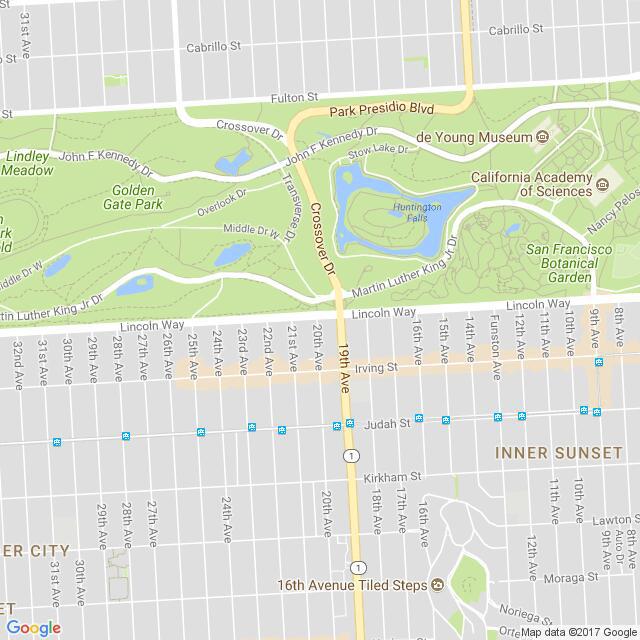 31st Ave
Cabrillo St
Cabrillo St
Fulton St
Park Presidio Blvd
Crossover Dr
de Young Museum
John F Kennedy Dr
Stow Lake Dr
Lindley
Meadow
John F Kennedy Dr
California Academy
of Sciences
Golden
Gate Park
Overlook Dr
Transverse Dr
Huntington
Falls
Nancy Pelos
Crossover Dr
Middle Dr W
San Francisco
Botanical
Garden
Middle Dr W
Martin Luther King Jr Dr
Martin Luther King Jr Dr
Lincoln Way
Lincoln Way
Lincoln Way
32nd Ave
31st Ave
30th Ave
29th Ave
28th Ave
27th Ave
26th Ave
25th Ave
24th Ave
23rd Ave
22nd Ave
21st Ave
20th Ave
19th Ave
16th Ave
15th Ave
14th Ave
Funston Ave
12th Ave
11th Ave
10th Ave
9th Ave
8th Ave
Irving St
Judah St
INNER SUNSET
1
Kirkham St
29th Ave
28th Ave
27th Ave
24th Ave
20th Ave
18th Ave
17th Ave
16th Ave
11th Ave
10th Ave
Lawton St
12th Ave
9th Ave
Auto Dr
8th Ave
ER CITY
31st Ave
30th Ave
1
16th Avenue Tiled Steps
Moraga St
ET
Noriega St
Google
Map data ©2017 Google